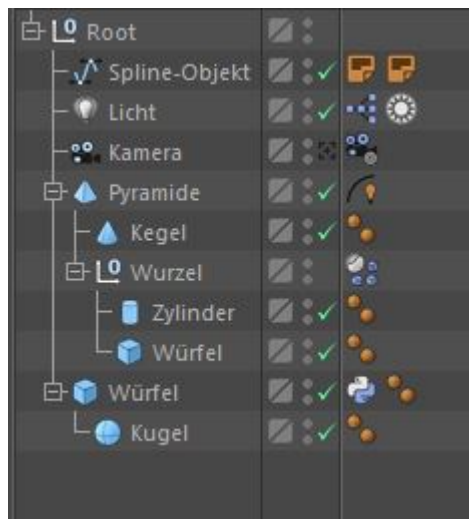 Root
Spline-Objekt
Licht
Kamera
Pyramide
Kegel
Wurzel
Zylinder
Würfel
Würfel
Kugel